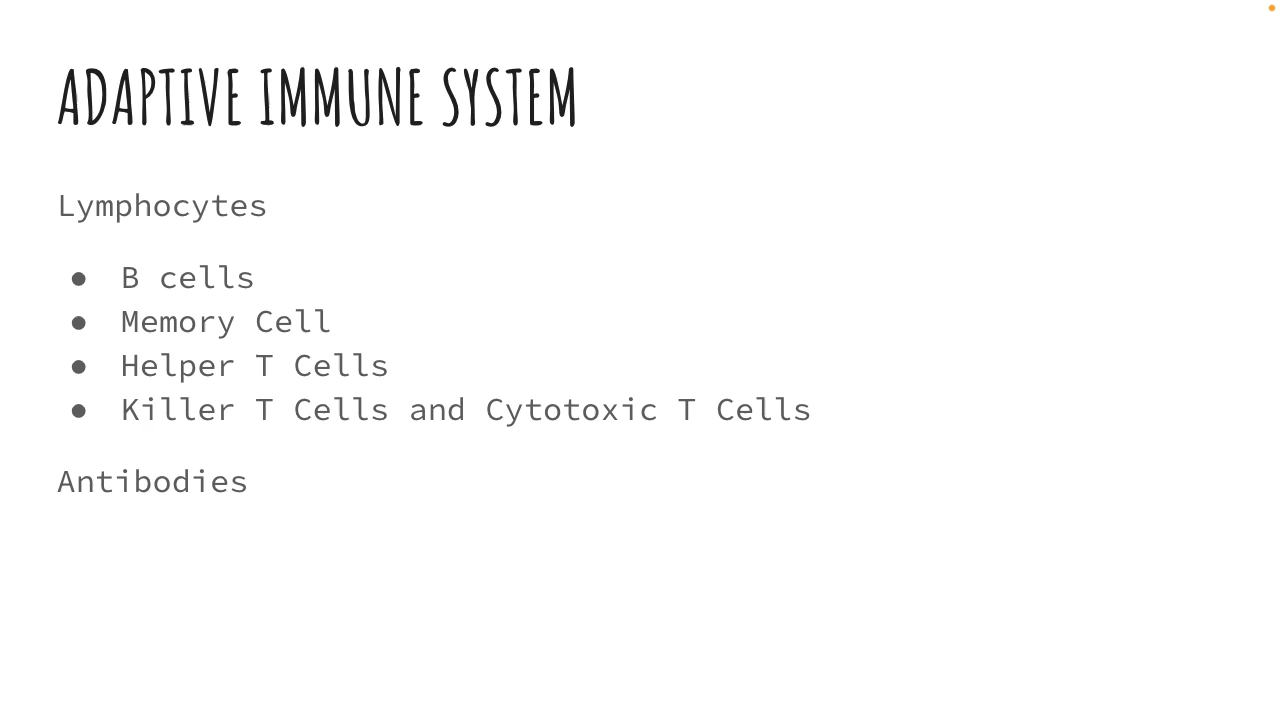 ADAPTIVE IMMUNE SYSTEM
Lymphocytes
● B cells
● Memory Cell
● Helper T Cells
● Killer T Cells and Cytotoxic T Cells
Antibodies